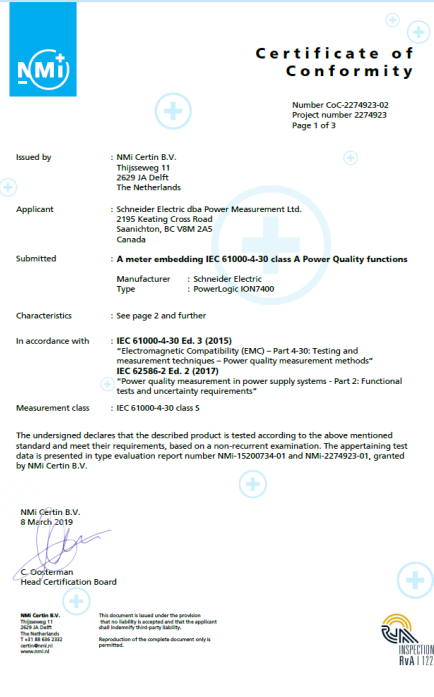 NMi
Certificate of
Conformity
Number CoC-2274923-02
Project number 2274923
Page 1 of 3
Issued by : NMi Certin B.V.
Thijsseweg 11
2629 JA Delft
The Netherlands
Applicant : Schneider Electric dba Power Measurement Ltd.
2195 Keating Cross Road
Saanichton, BC V8M 2A5
Canada
Submitted : A meter embedding IEC 61000-4-30 class A Power Quality functions
Manufacturer : Schneider Electric
Type : PowerLogic ION7400
Characteristics : See page 2 and further
In accordance with : IEC 61000-4-30 Ed. 3 (2015)
"Electromagnetic Compatibility (EMC) – Part 4-30: Testing and
measurement techniques – Power quality measurement methods"
IEC 62586-2 Ed. 2 (2017)
"Power quality measurement in power supply systems - Part 2: Functional
tests and uncertainty requirements"
Measurement class : IEC 61000-4-30 class S
The undersigned declares that the described product is tested according to the above mentioned
standard and meet their requirements, based on a non-recurrent examination. The appertaining test
data is presented in type evaluation report number NMi-15200734-01 and NMi-2274923-01, granted
by NMi Certin B.V.
NMi Certin B.V.
8 March 2019
C. Oosterman
Head Certification Board
NMi Certin B.V.
Thijsseweg 11
2629 JA Delft
The Netherlands
T +31 88 636 2332
certin@nmi.nl
www.nmi.nl
This document is issued under the provision
that no liability is accepted and that the applicant
shall indemnify third-party liability.
Reproduction of the complete document only is
permitted.
RvA
INSPECTION
RvA I 122